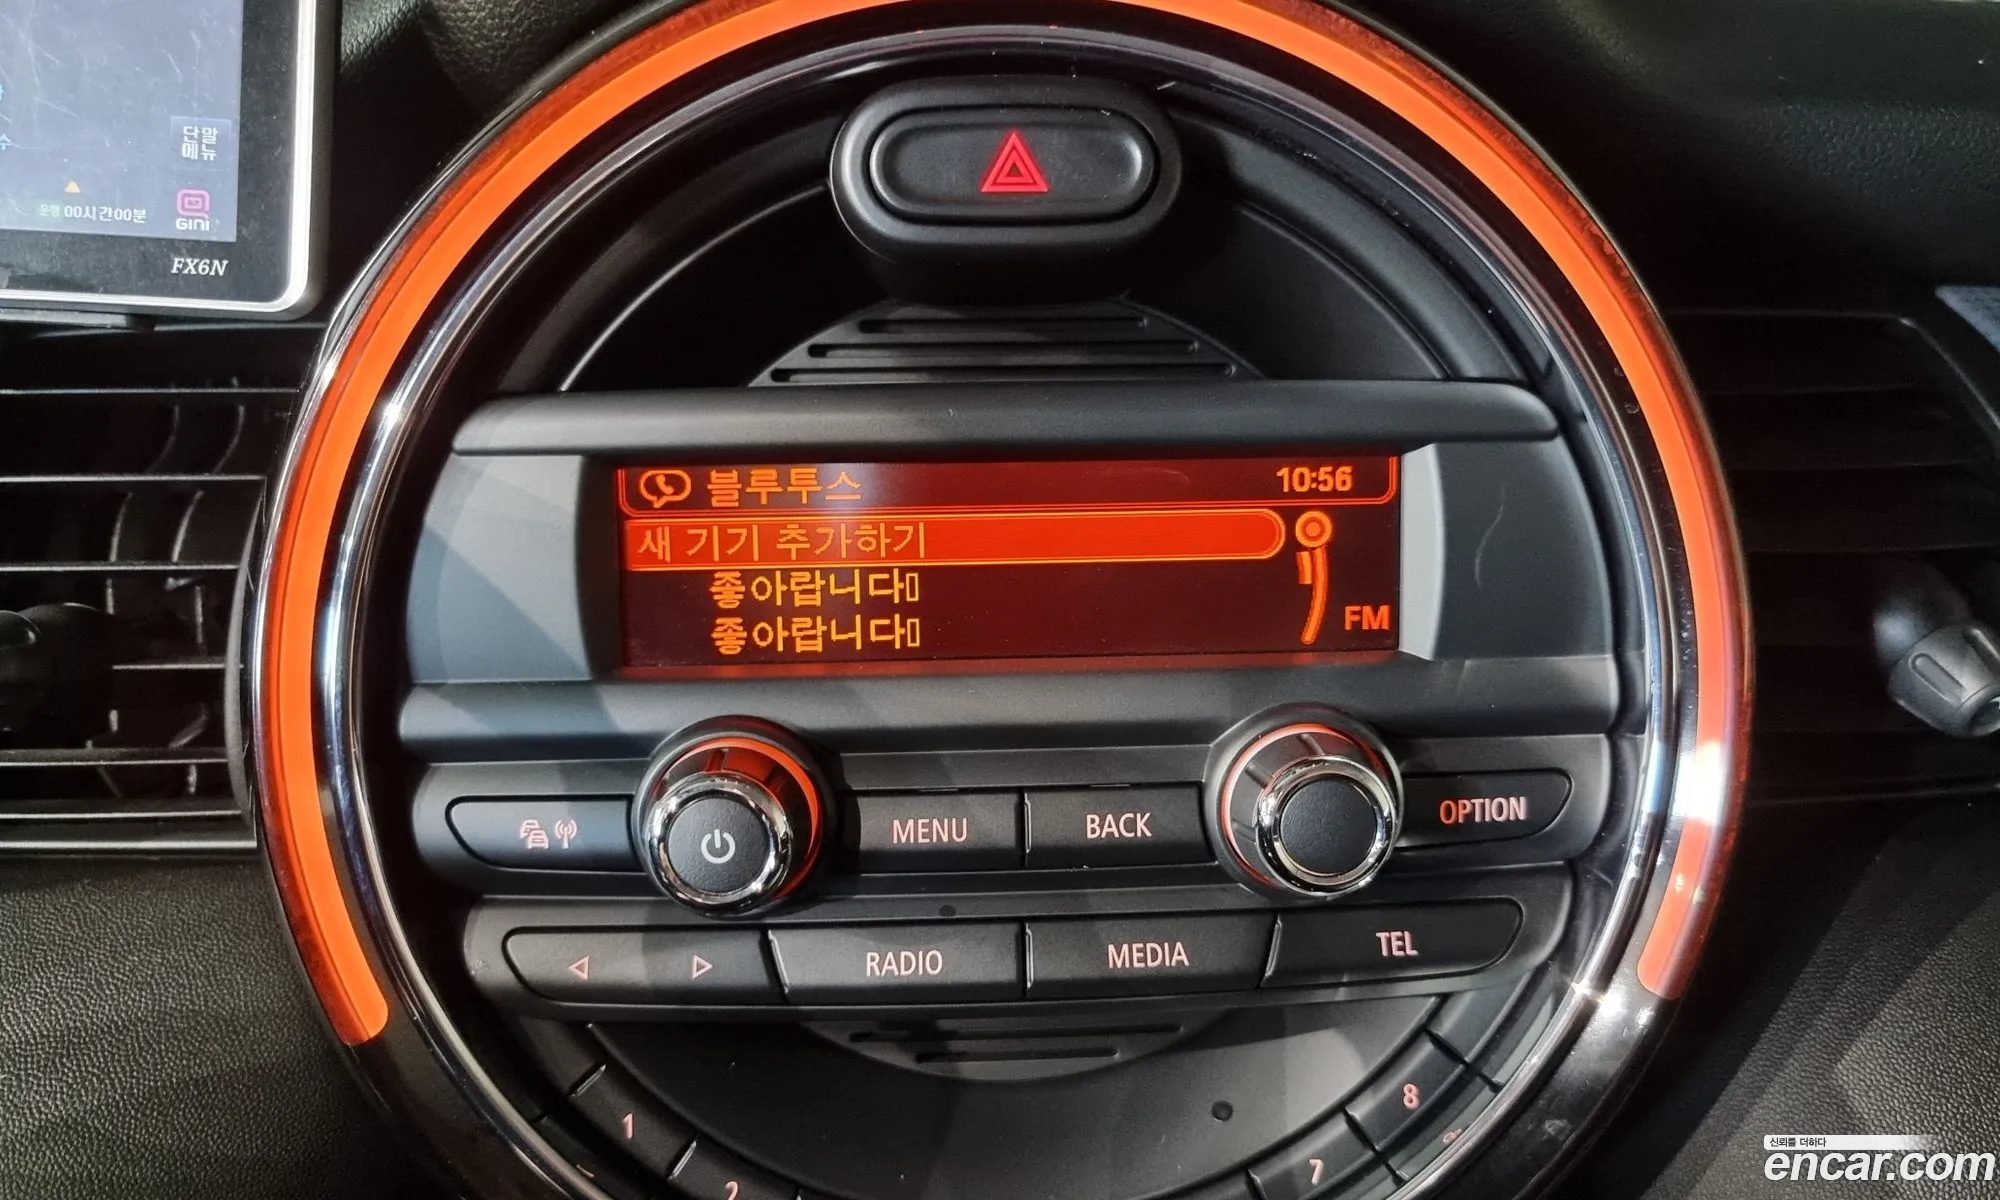 단말
메뉴
운행 00시간00분
GINI
FX6N
블루투스 10:56
새 기기 추가하기
좋아랍니다▯
좋아랍니다▯
FM
MENU BACK OPTION
RADIO MEDIA TEL
1 8
2 7
신뢰를 더하다
encar.com